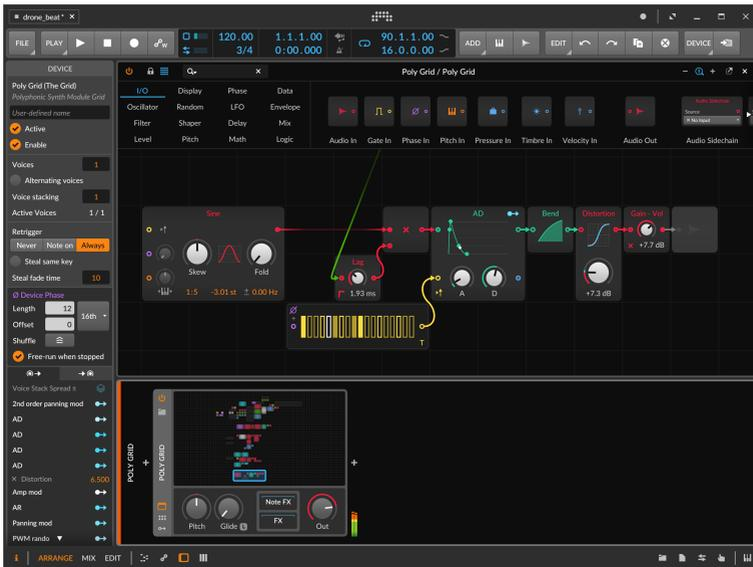 drone_beat* ×
FILE PLAY 120.00 3/4 1.1.1.00 0:00.000 90.1.1.00 16.0.0.00 ADD EDIT DEVICE
DEVICE
Poly Grid (The Grid)
Polyphonic Synth Module Grid
User-defined name
Active
Enable
Voices 1
Alternating voices
Voice stacking 1
Active Voices 1 / 1
Retrigger
Never Note on Always
Steal same key
Steal fade time 10
Ø Device Phase
Length 12
16th
Offset 0
Shuffle
Free-run when stopped
Voice Stack Spread ±
2nd order panning mod
AD
AD
AD
AD
× Distortion 6.500
Amp mod
AR
Panning mod
PWM rando ▼
Poly Grid / Poly Grid
I/O Display Phase Data
Oscillator Random LFO Envelope
Filter Shaper Delay Mix
Level Pitch Math Logic
Audio In Gate In Phase In Pitch In Pressure In Timbre In Velocity In Audio Out Audio Sidechain
Audio Sidechain
Source
No Input
Sine
Skew Fold
1:5 -3.01 st ± 0.00 Hz
Lag
1.93 ms
×
AD
A D
Bend
Distortion
+7.3 dB
Gain - Vol
+7.7 dB
Ø
T
POLY GRID
POLY GRID
Pitch Glide L
Note FX
FX
Out
i ARRANGE MIX EDIT